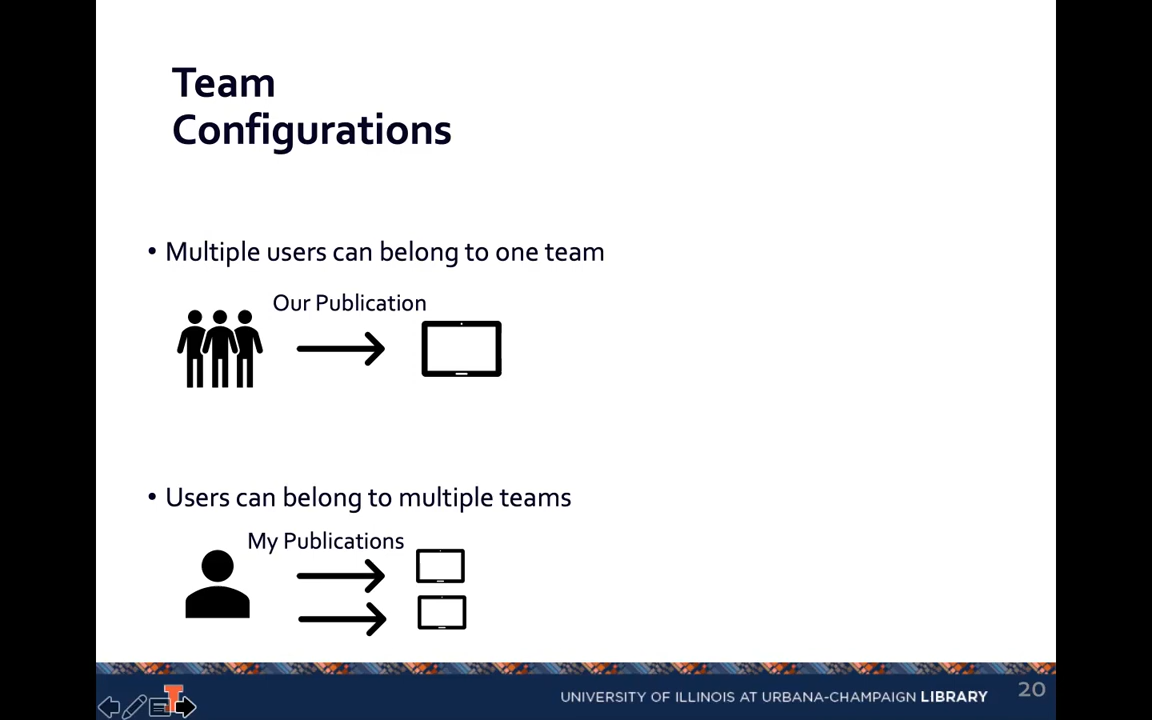 Team
Configurations
• Multiple users can belong to one team
Our Publication
• Users can belong to multiple teams
My Publications
UNIVERSITY OF ILLINOIS AT URBANA-CHAMPAIGN LIBRARY
20